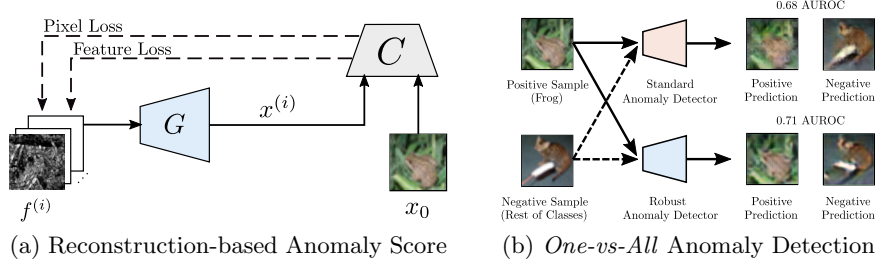 Pixel Loss
Feature Loss
C
G
x^{(i)}
f^{(i)}
x_0
(a) Reconstruction-based Anomaly Score
0.68 AUROC
Positive Sample
(Frog)
Standard
Anomaly Detector
Positive
Prediction
Negative
Prediction
0.71 AUROC
Negative Sample
(Rest of Classes)
Robust
Anomaly Detector
Positive
Prediction
Negative
Prediction
(b) One-vs-All Anomaly Detection